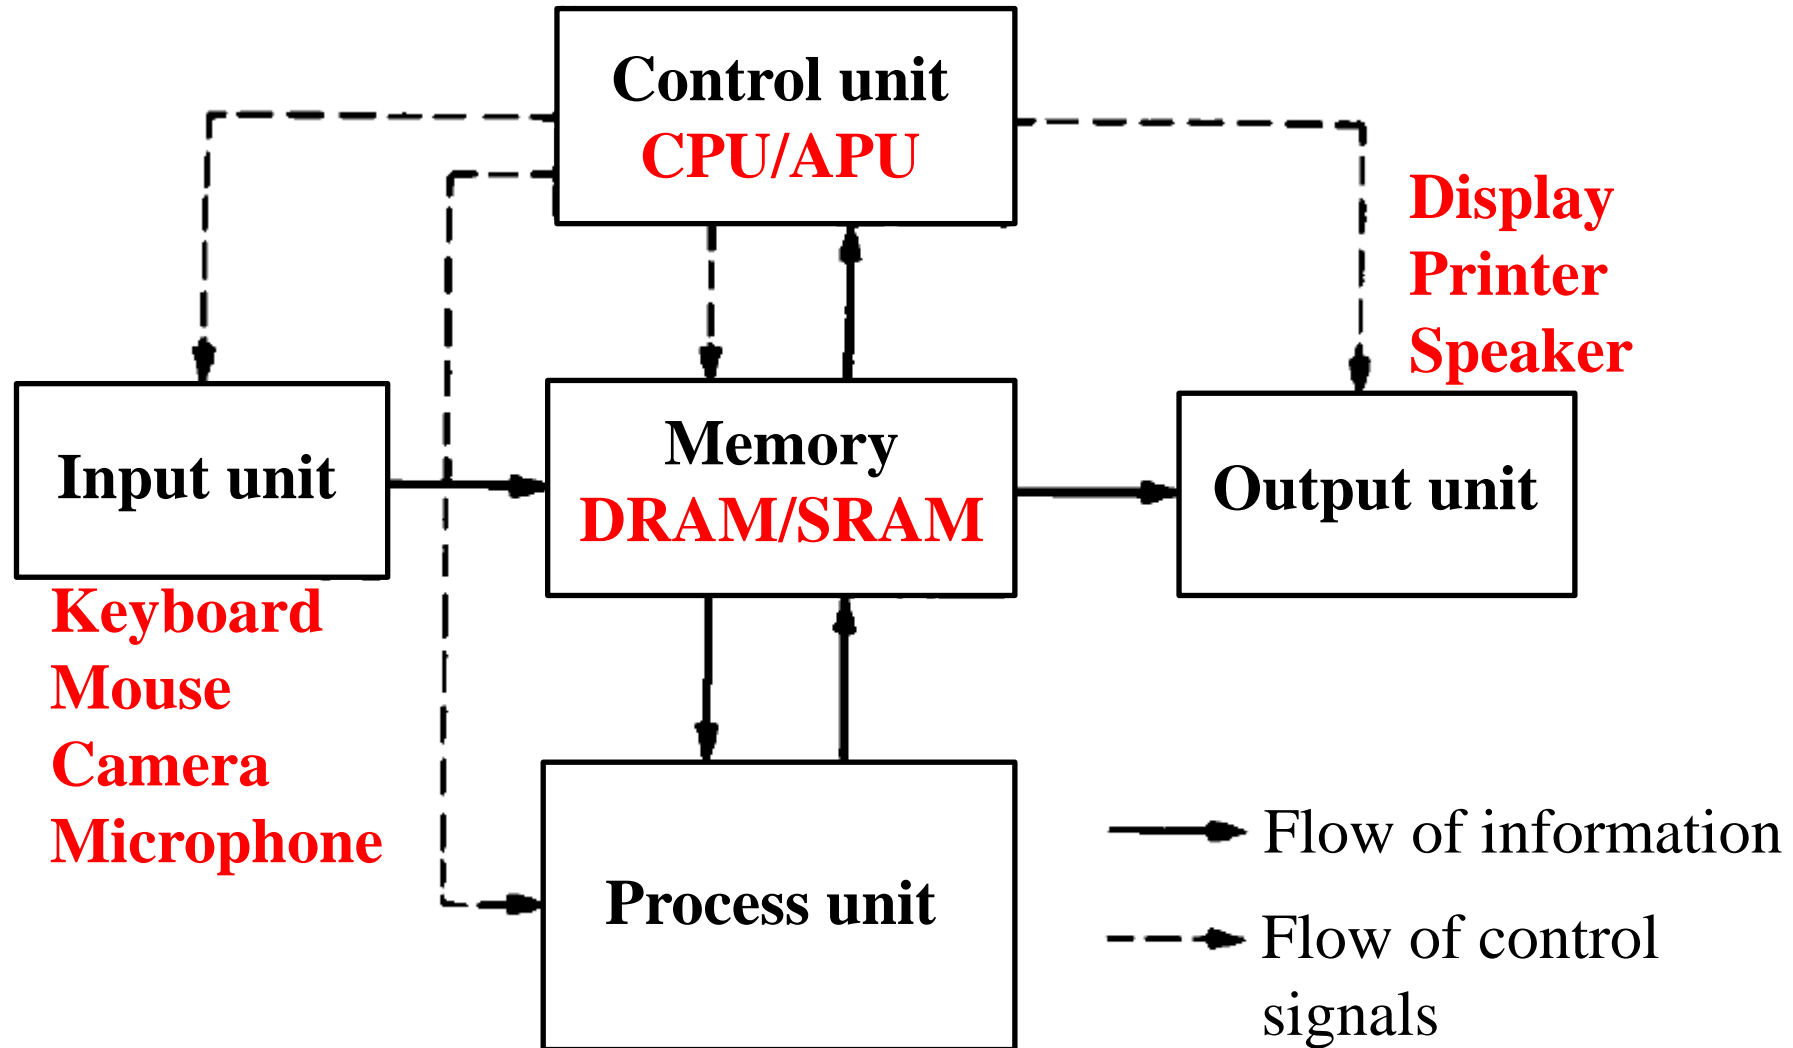 Control unit
CPU/APU
Display
Printer
Speaker
Input unit
Memory
DRAM/SRAM
Output unit
Keyboard
Mouse
Camera
Microphone
Process unit
Flow of information
Flow of control
signals